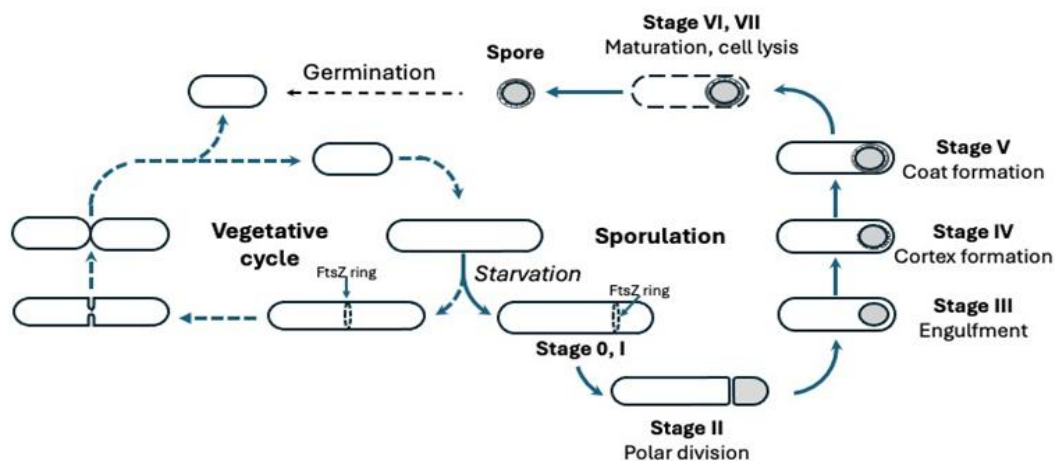 Stage VI, VII
Maturation, cell lysis
Spore
Germination
Stage V
Coat formation
Vegetative
cycle
Sporulation
Stage IV
Cortex formation
Starvation
FtsZ ring
FtsZ ring
Stage III
Engulfment
Stage 0, I
Stage II
Polar division